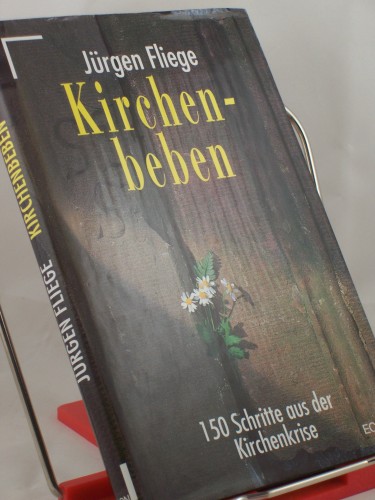 Jürgen Fliege
Kirchen-
beben
150 Schritte aus der
Kirchenkrise
JÜRGEN FLIEGE KIRCHENBEBEN